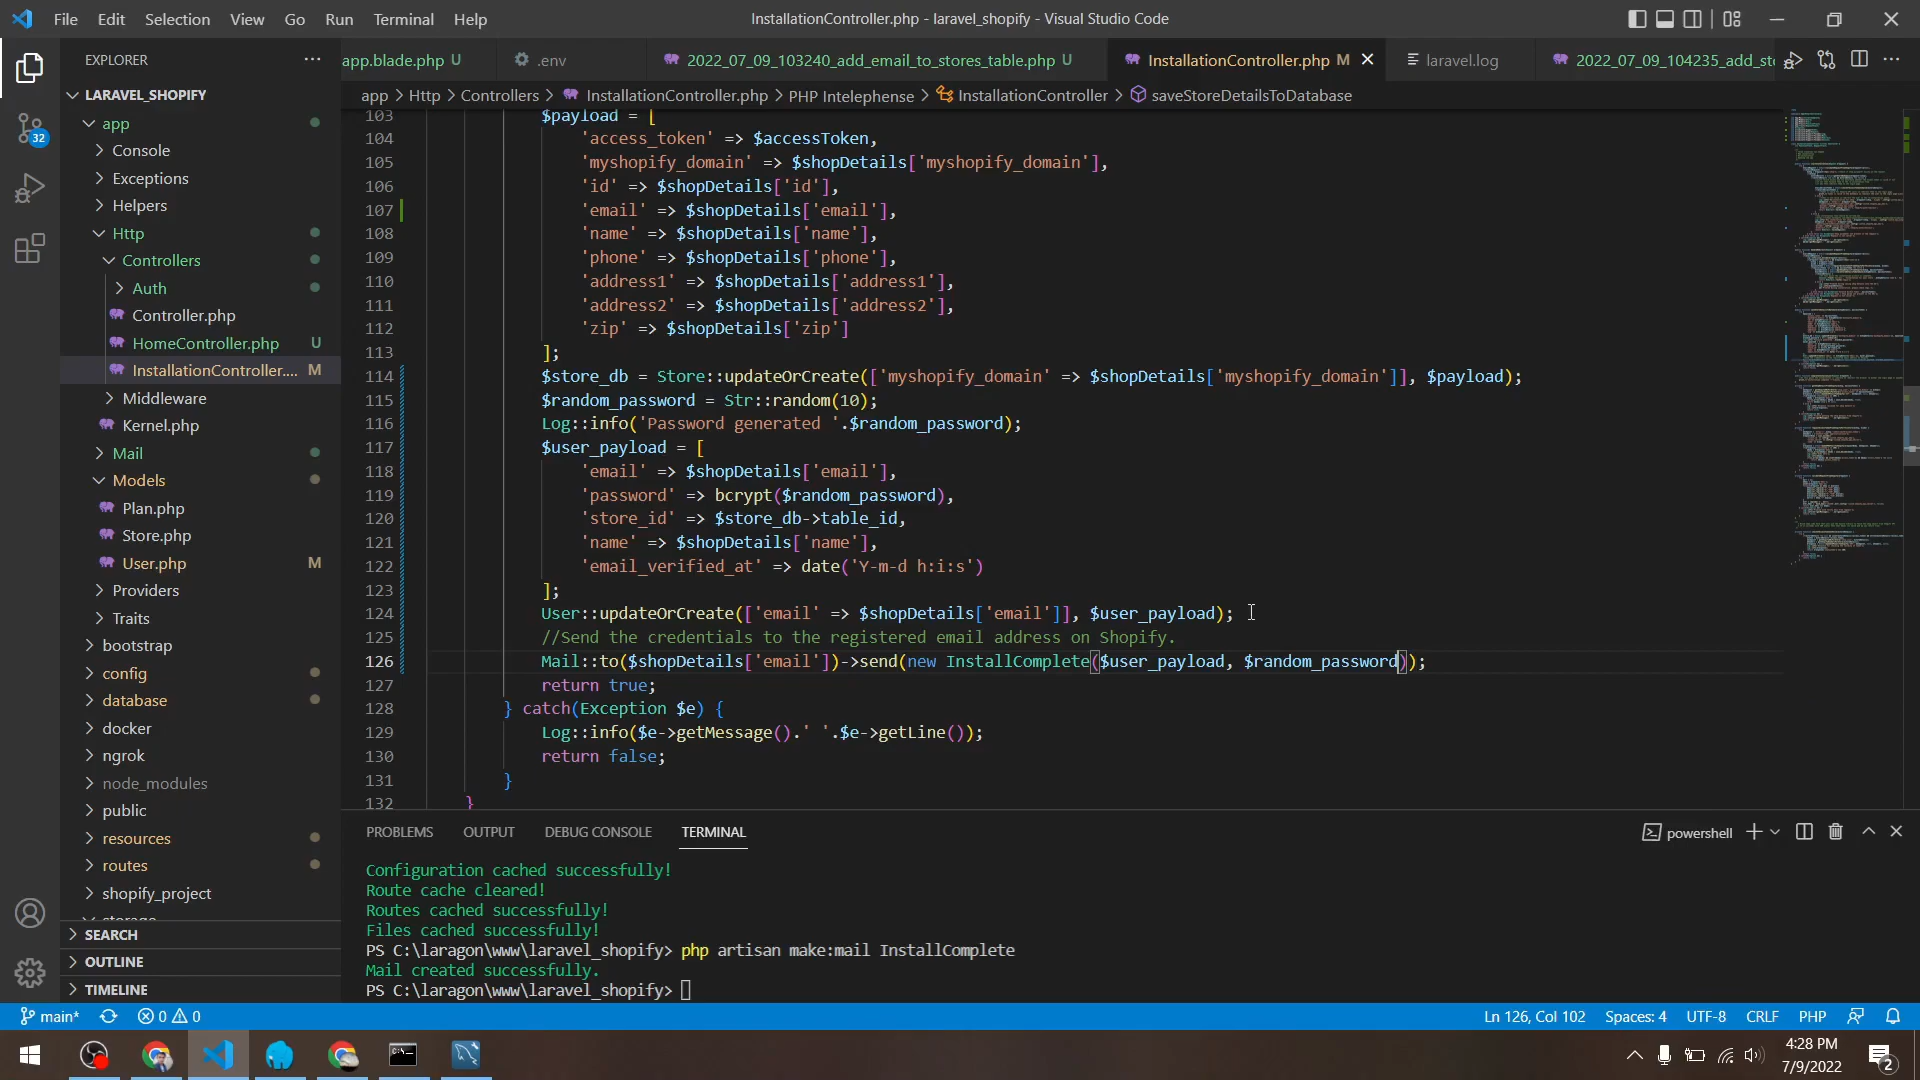 File Edit Selection View Go Run Terminal Help
InstallationController.php - laravel_shopify - Visual Studio Code
EXPLORER
app.blade.php U
.env
2022_07_09_103240_add_email_to_stores_table.php U
InstallationController.php M
laravel.log
2022_07_09_104235_add_st
app > Http > Controllers > InstallationController.php > PHP Intelephense > InstallationController > saveStoreDetailsToDatabase
LARAVEL_SHOPIFY
app
Console
Exceptions
Helpers
Http
Controllers
Auth
Controller.php
HomeController.php U
InstallationController.... M
Middleware
Kernel.php
Mail
Models
Plan.php
Store.php
User.php M
Providers
Traits
bootstrap
config
database
docker
ngrok
node_modules
public
resources
routes
shopify_project
storage
SEARCH
OUTLINE
TIMELINE
32
103 $payload = [
104 'access_token' => $accessToken,
105 'myshopify_domain' => $shopDetails['myshopify_domain'],
106 'id' => $shopDetails['id'],
107 'email' => $shopDetails['email'],
108 'name' => $shopDetails['name'],
109 'phone' => $shopDetails['phone'],
110 'address1' => $shopDetails['address1'],
111 'address2' => $shopDetails['address2'],
112 'zip' => $shopDetails['zip']
113 ];
114 $store_db = Store::updateOrCreate(['myshopify_domain' => $shopDetails['myshopify_domain']], $payload);
115 $random_password = Str::random(10);
116 Log::info('Password generated '.$random_password);
117 $user_payload = [
118 'email' => $shopDetails['email'],
119 'password' => bcrypt($random_password),
120 'store_id' => $store_db->table_id,
121 'name' => $shopDetails['name'],
122 'email_verified_at' => date('Y-m-d h:i:s')
123 ];
124 User::updateOrCreate(['email' => $shopDetails['email']], $user_payload);
125 //Send the credentials to the registered email address on Shopify.
126 Mail::to($shopDetails['email'])->send(new InstallComplete($user_payload, $random_password));
127 return true;
128 } catch(Exception $e) {
129 Log::info($e->getMessage().' '.$e->getLine());
130 return false;
131 }
132 }
PROBLEMS OUTPUT DEBUG CONSOLE TERMINAL
powershell
Configuration cached successfully!
Route cache cleared!
Routes cached successfully!
Files cached successfully!
PS C:\laragon\www\laravel_shopify> php artisan make:mail InstallComplete
Mail created successfully.
PS C:\laragon\www\laravel_shopify>
main* 0 0
Ln 126, Col 102 Spaces: 4 UTF-8 CRLF PHP
4:28 PM
7/9/2022
2